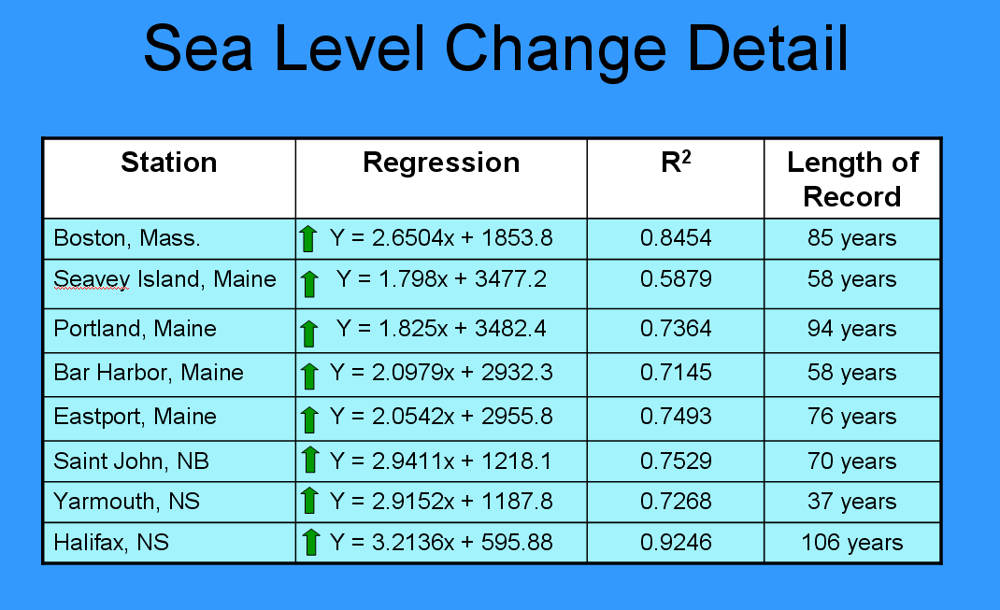 Sea Level Change Detail
Station Regression R² Length of
Record
Boston, Mass. Y = 2.6504x + 1853.8 0.8454 85 years
Seavey Island, Maine Y = 1.798x + 3477.2 0.5879 58 years
Portland, Maine Y = 1.825x + 3482.4 0.7364 94 years
Bar Harbor, Maine Y = 2.0979x + 2932.3 0.7145 58 years
Eastport, Maine Y = 2.0542x + 2955.8 0.7493 76 years
Saint John, NB Y = 2.9411x + 1218.1 0.7529 70 years
Yarmouth, NS Y = 2.9152x + 1187.8 0.7268 37 years
Halifax, NS Y = 3.2136x + 595.88 0.9246 106 years